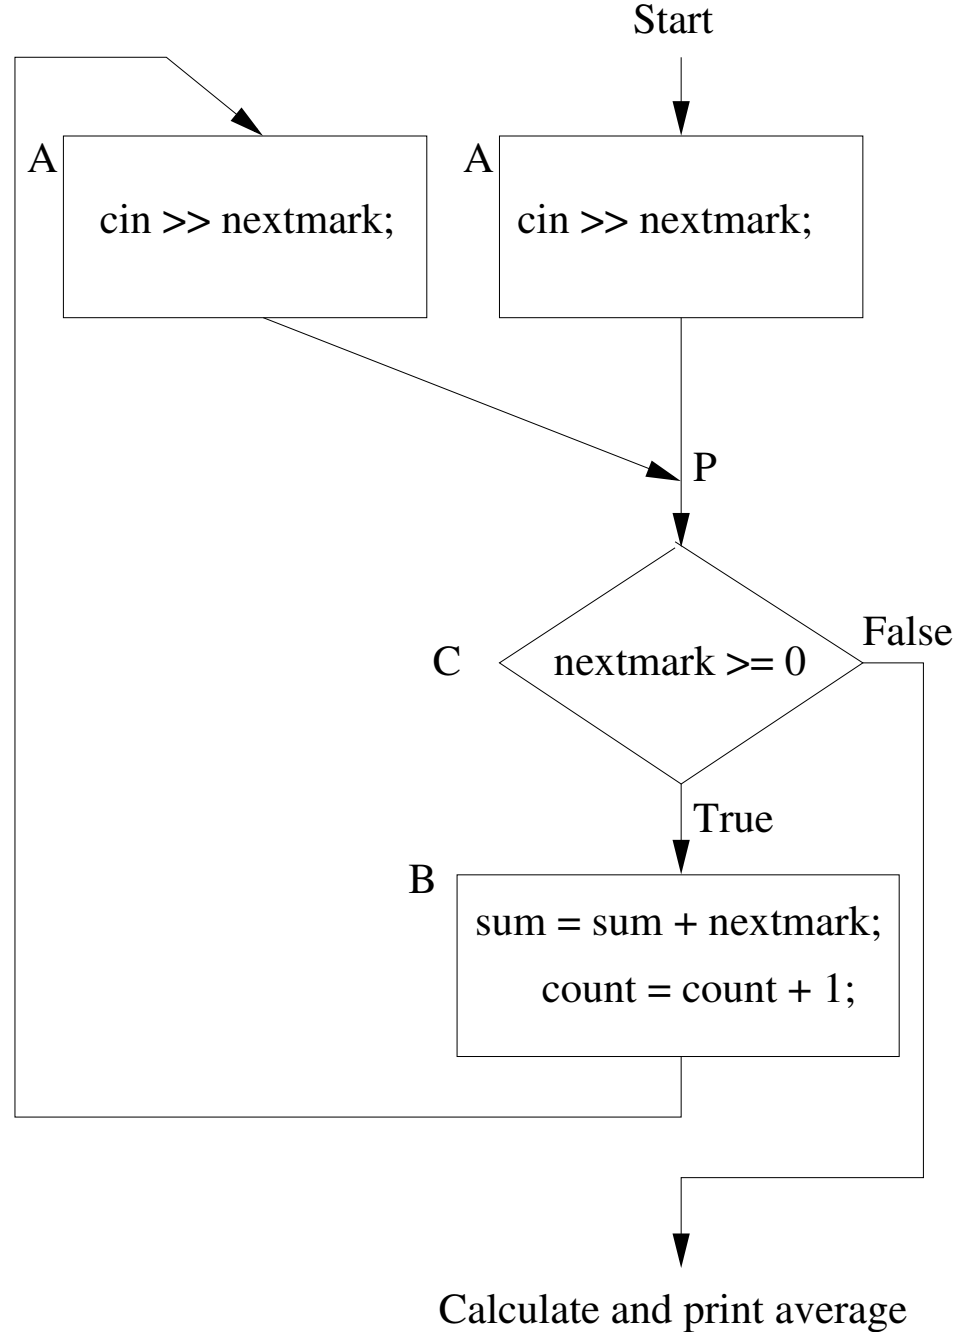 Start
A
cin >> nextmark;
A
cin >> nextmark;
P
False
C
nextmark >= 0
True
B
sum = sum + nextmark;
count = count + 1;
Calculate and print average